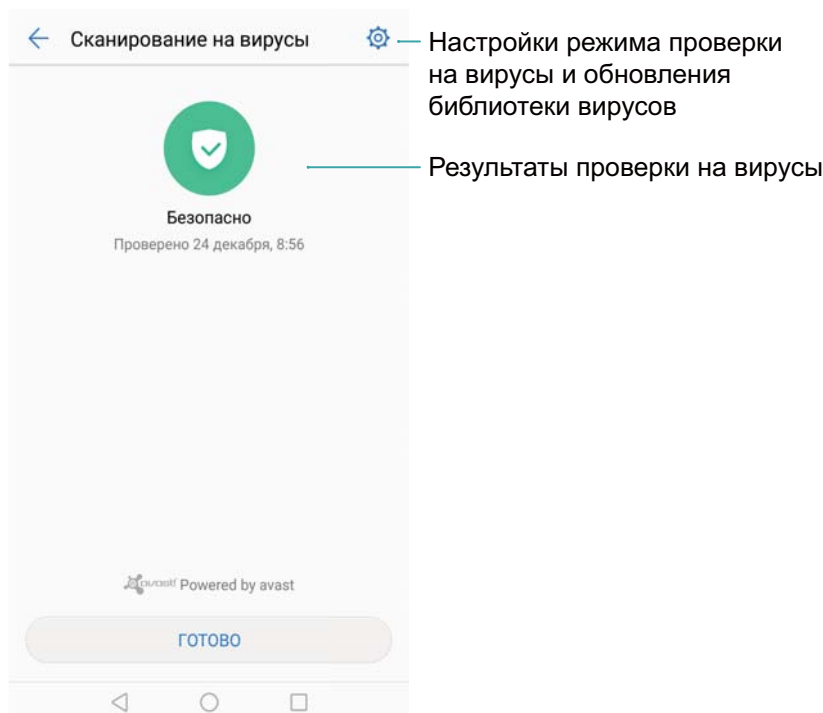 Сканирование на вирусы
Настройки режима проверки
на вирусы и обновления
библиотеки вирусов
Результаты проверки на вирусы
Безопасно
Проверено 24 декабря, 8:56
avast! Powered by avast
ГОТОВО